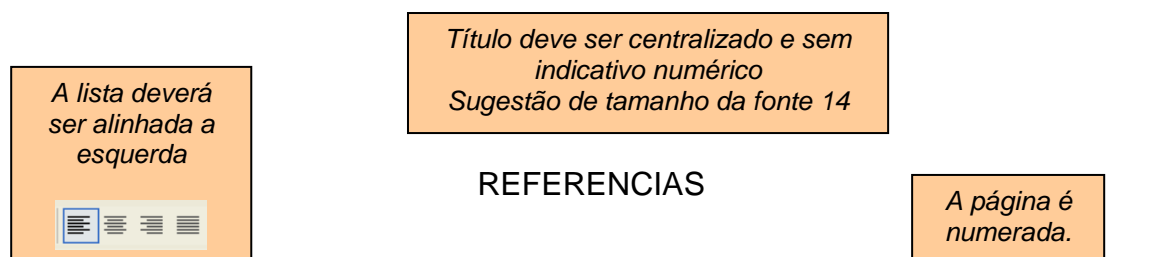 Título deve ser centralizado e sem
indicativo numérico
Sugestão de tamanho da fonte 14
A lista deverá
ser alinhada a
esquerda
REFERENCIAS
A página é
numerada.